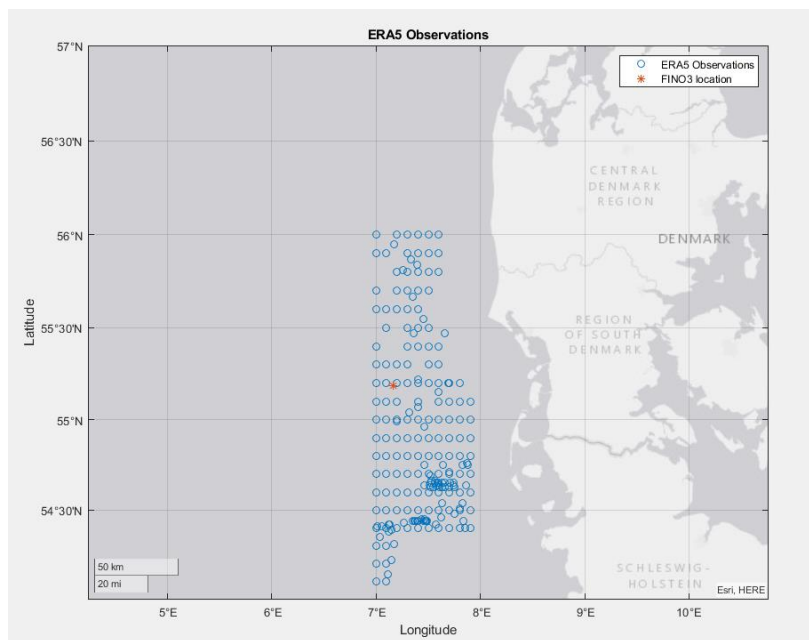 ERA5 Observations
57°N
ERA5 Observations
FINO3 location
56°30'N
CENTRAL
DENMARK
REGION
56°N
DENMARK
Latitude
55°30'N
REGION
OF SOUTH
DENMARK
55°N
54°30'N
50 km
20 mi
SCHLESWIG-
HOLSTEIN
Esri, HERE
5°E
6°E
7°E
8°E
9°E
10°E
Longitude